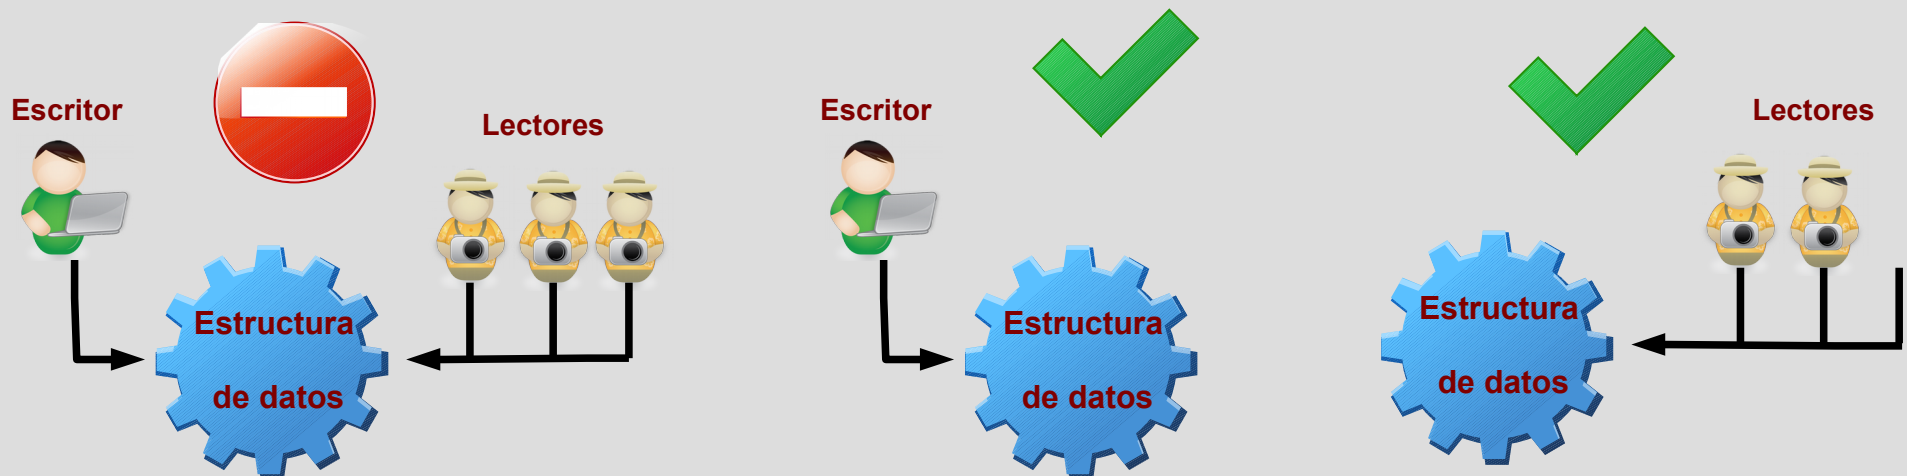 Escritor
Lectores
Estructura
de datos
Escritor
Estructura
de datos
Lectores
Estructura
de datos